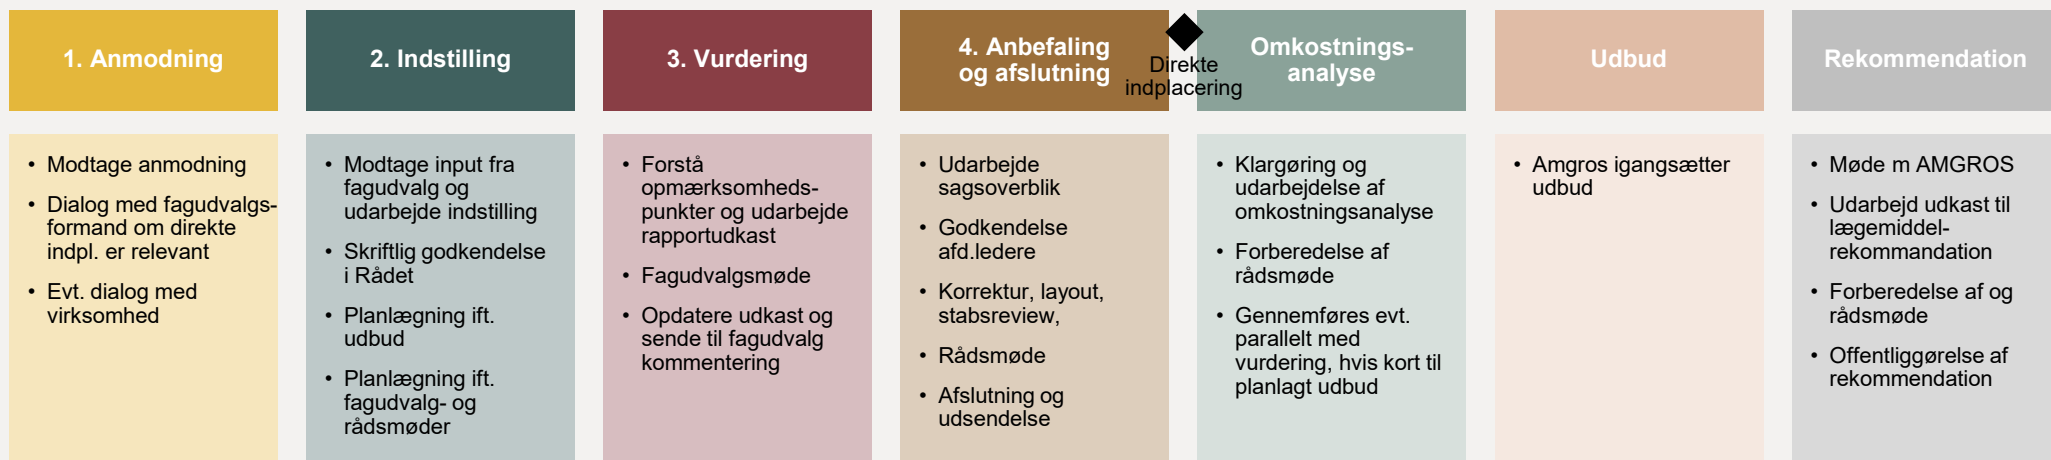 1. Anmodning
2. Indstilling
3. Vurdering
4. Anbefaling
og afslutning
Direkte
indplacering
Omkostnings-
analyse
Udbud
Rekommendation
• Modtage anmodning
• Dialog med fagudvalgs-
formand om direkte
indpl. er relevant
• Evt. dialog med
virksomhed
• Modtage input fra
fagudvalg og
udarbejde indstilling
• Skriftlig godkendelse
i Rådet
• Planlægning ift.
udbud
• Planlægning ift.
fagudvalg- og
rådsmøder
• Forstå
opmærksomheds-
punkter og udarbejde
rapportudkast
• Fagudvalgsmøde
• Opdatere udkast og
sende til fagudvalg
kommentering
• Udarbejde
sagsoverblik
• Godkendelse
afd.ledere
• Korrektur, layout,
stabsreview,
• Rådsmøde
• Afslutning og
udsendelse
• Klargøring og
udarbejdelse af
omkostningsanalyse
• Forberedelse af
rådsmøde
• Gennemføres evt.
parallelt med
vurdering, hvis kort til
planlagt udbud
• Amgros igangsætter
udbud
• Møde m AMGROS
• Udarbejd udkast til
lægemiddel-
rekommandation
• Forberedelse af og
rådsmøde
• Offentliggørelse af
rekommendation